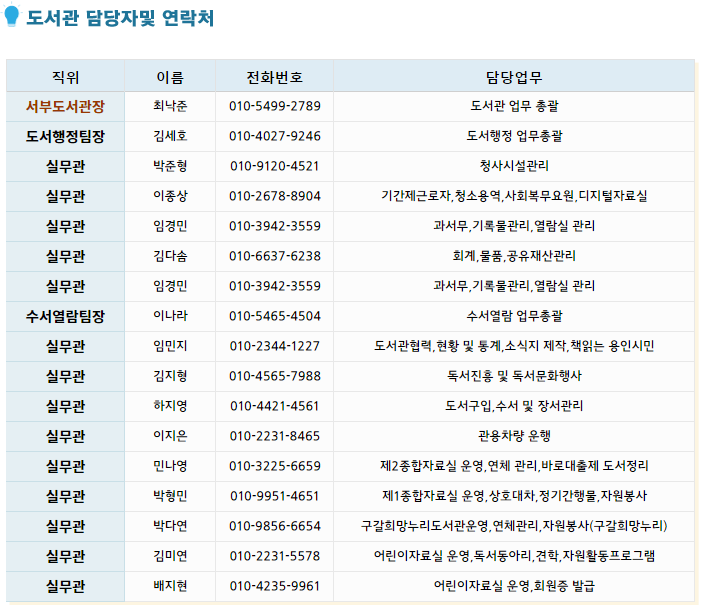 도서관 담당자및 연락처
직위 이름 전화번호 담당업무
서부도서관장 최낙준 010-5499-2789 도서관 업무 총괄
도서행정팀장 김세호 010-4027-9246 도서행정 업무총괄
실무관 박준형 010-9120-4521 청사시설관리
실무관 이종상 010-2678-8904 기간제근로자,청소용역,사회복무요원,디지털자료실
실무관 임경민 010-3942-3559 과서무,기록물관리,열람실 관리
실무관 김다솜 010-6637-6238 회계,물품,공유재산관리
실무관 임경민 010-3942-3559 과서무,기록물관리,열람실 관리
수서열람팀장 이나라 010-5465-4504 수서열람 업무총괄
실무관 임민지 010-2344-1227 도서관협력,현황 및 통계,소식지 제작,책읽는 용인시민
실무관 김지형 010-4565-7988 독서진흥 및 독서문화행사
실무관 하지영 010-4421-4561 도서구입,수서 및 장서관리
실무관 이지은 010-2231-8465 관용차량 운행
실무관 민나영 010-3225-6659 제2종합자료실 운영,연체 관리,바로대출제 도서정리
실무관 박형민 010-9951-4651 제1종합자료실 운영,상호대차,정기간행물,자원봉사
실무관 박다연 010-9856-6654 구갈희망누리도서관운영,연체관리,자원봉사(구갈희망누리)
실무관 김미연 010-2231-5578 어린이자료실 운영,독서동아리,견학,자원활동프로그램
실무관 배지현 010-4235-9961 어린이자료실 운영,회원증 발급